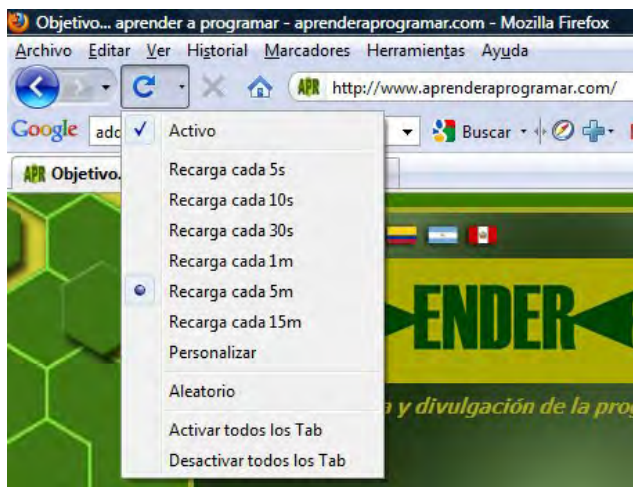 Objetivo... aprender a programar - aprenderaprogramar.com - Mozilla Firefox
Archivo Editar Ver Historial Marcadores Herramientas Ayuda
APR http://www.aprenderaprogramar.com/
Google Buscar
Activo
APR Objetivo.
Recarga cada 5s
Recarga cada 10s
Recarga cada 30s
Recarga cada 1m
Recarga cada 5m
Recarga cada 15m
Personalizar
ENDER
Aleatorio
y divulgación de la pro
Activar todos los Tab
Desactivar todos los Tab